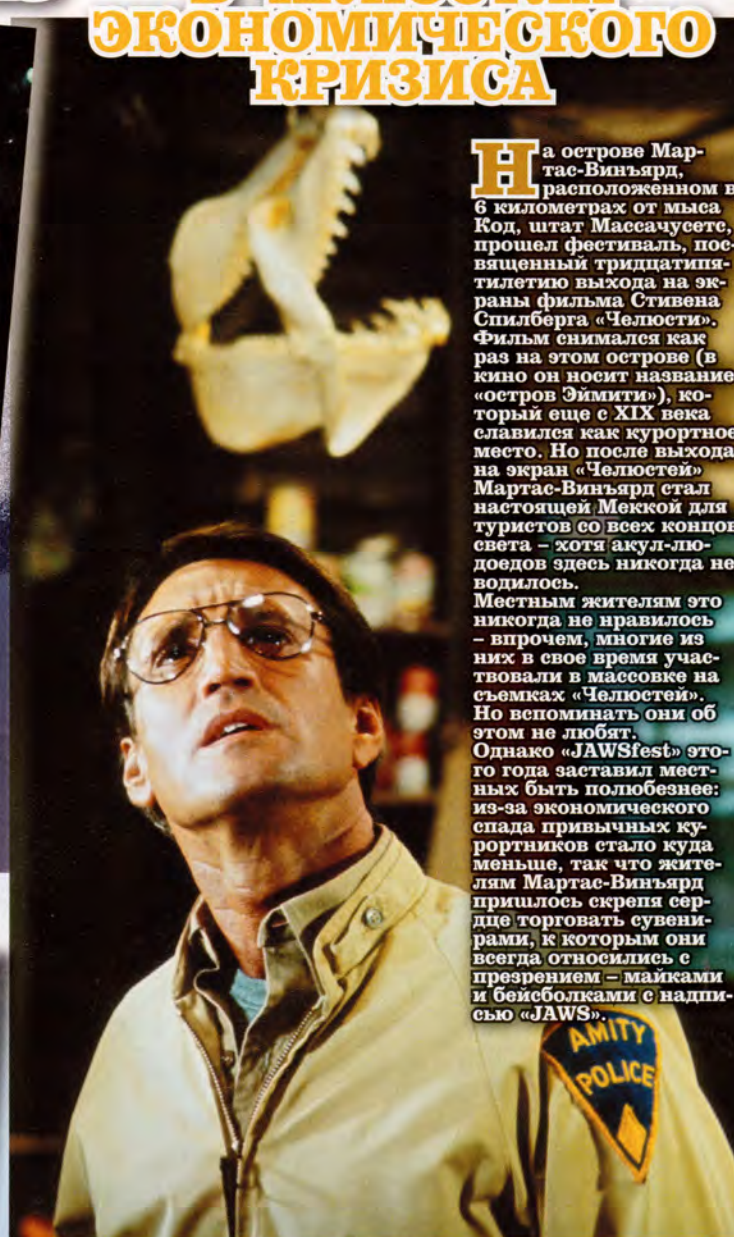 В ЧЕЛЮСТЯХ
ЭКОНОМИЧЕСКОГО
КРИЗИСА
На острове Мар-
тас-Винъярд,
расположенном в
6 километрах от мыса
Код, штат Массачусетс,
прошел фестиваль, пос-
вященный тридцатипя-
тилетию выхода на эк-
раны фильма Стивена
Спилберга «Челюсти».
Фильм снимался как
раз на этом острове (в
кино он носит название
«остров Эймити»), ко-
торый еще с XIX века
славился как курортное
место. Но после выхода
на экран «Челюстей»
Мартас-Винъярд стал
настоящей Меккой для
туристов со всех концов
света – хотя акул-лю-
доедов здесь никогда не
водилось.
Местным жителям это
никогда не нравилось
– впрочем, многие из
них в свое время учас-
твовали в массовке на
съемках «Челюстей».
Но вспоминать они об
этом не любят.
Однако «JAWSfest» это-
го года заставил мест-
ных быть полюбезнее:
из-за экономического
спада привычных ку-
рортников стало куда
меньше, так что жите-
лям Мартас-Винъярд
пришлось скрепя сер-
дце торговать сувени-
рами, к которым они
всегда относились с
презрением – майками
и бейсболками с надпи-
сью «JAWS».
AMITY
POLICE